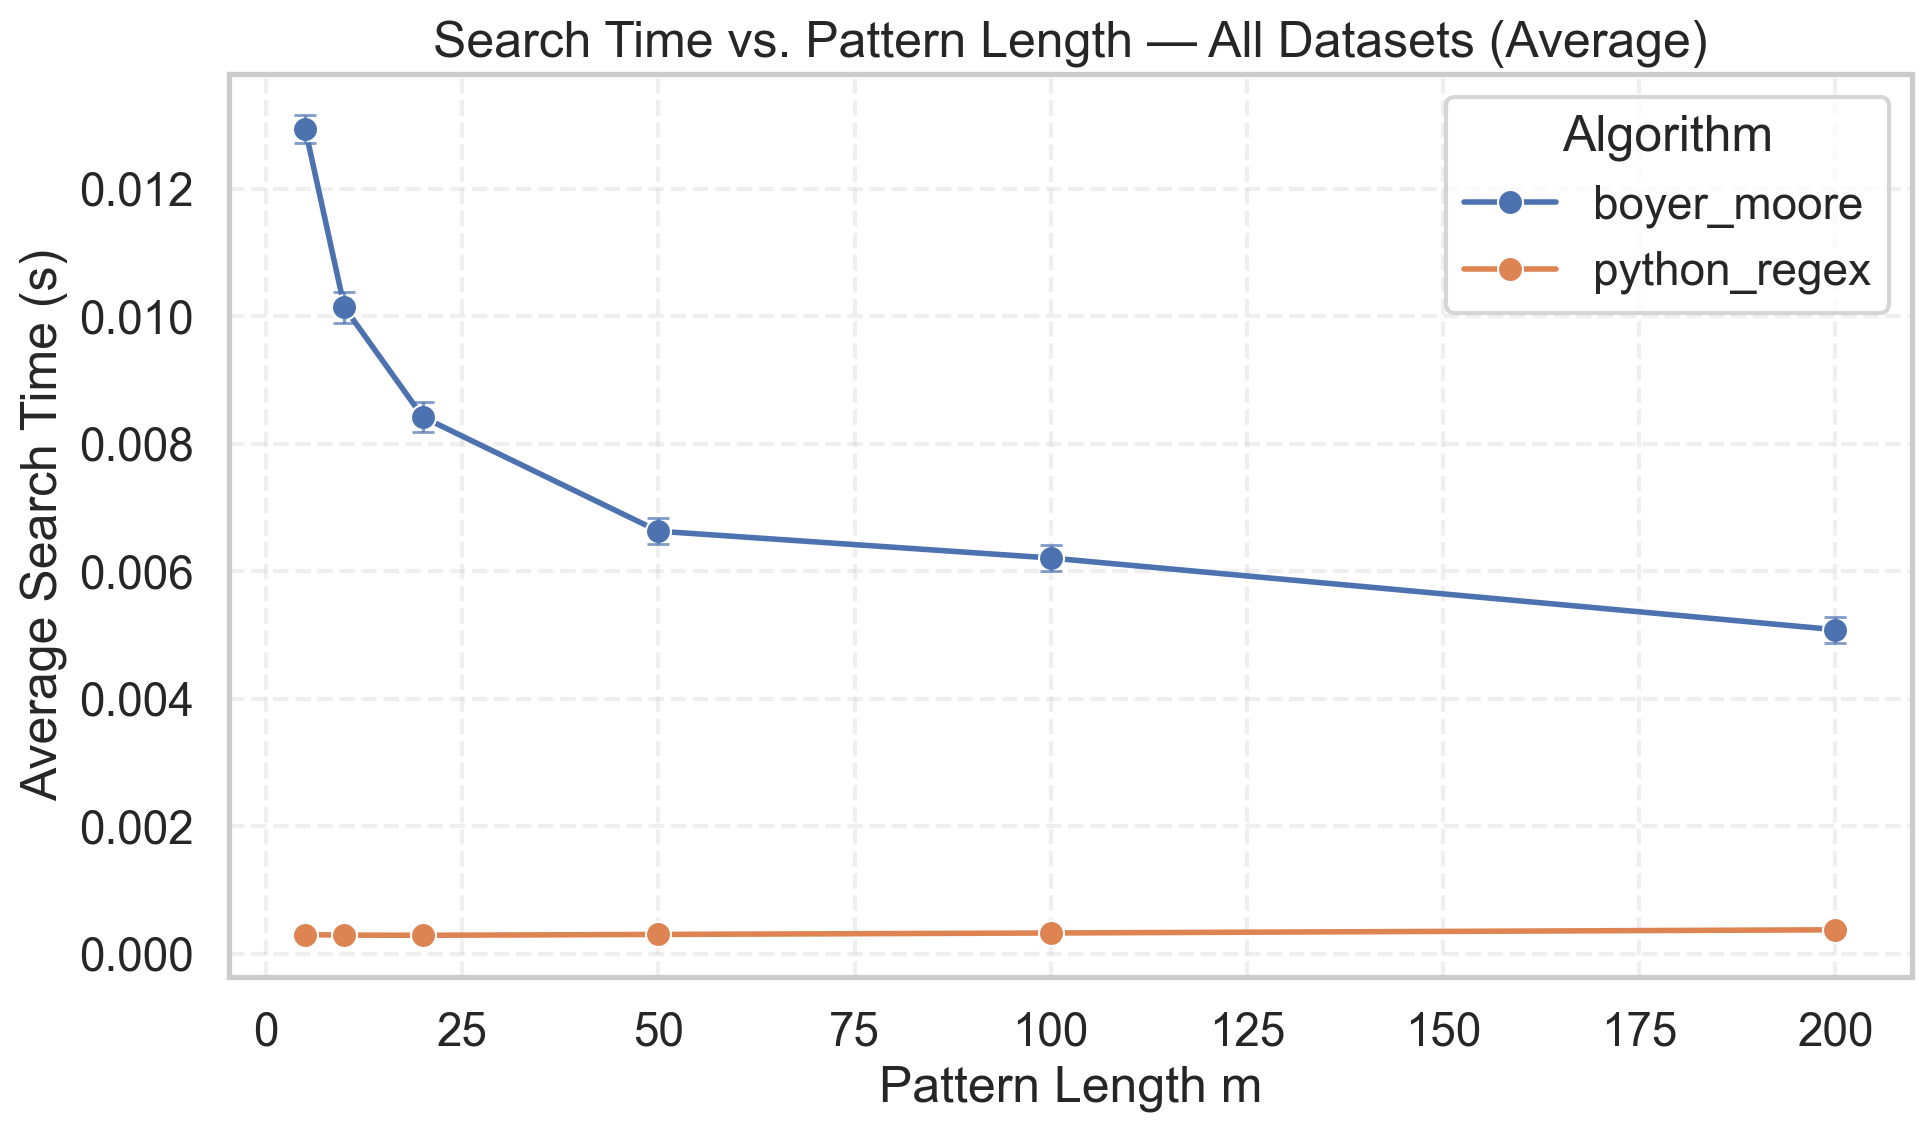 Search Time vs. Pattern Length — All Datasets (Average)
Algorithm
boyer_moore
python_regex
Average Search Time (s)
0.012
0.010
0.008
0.006
0.004
0.002
0.000
0 25 50 75 100 125 150 175 200
Pattern Length m